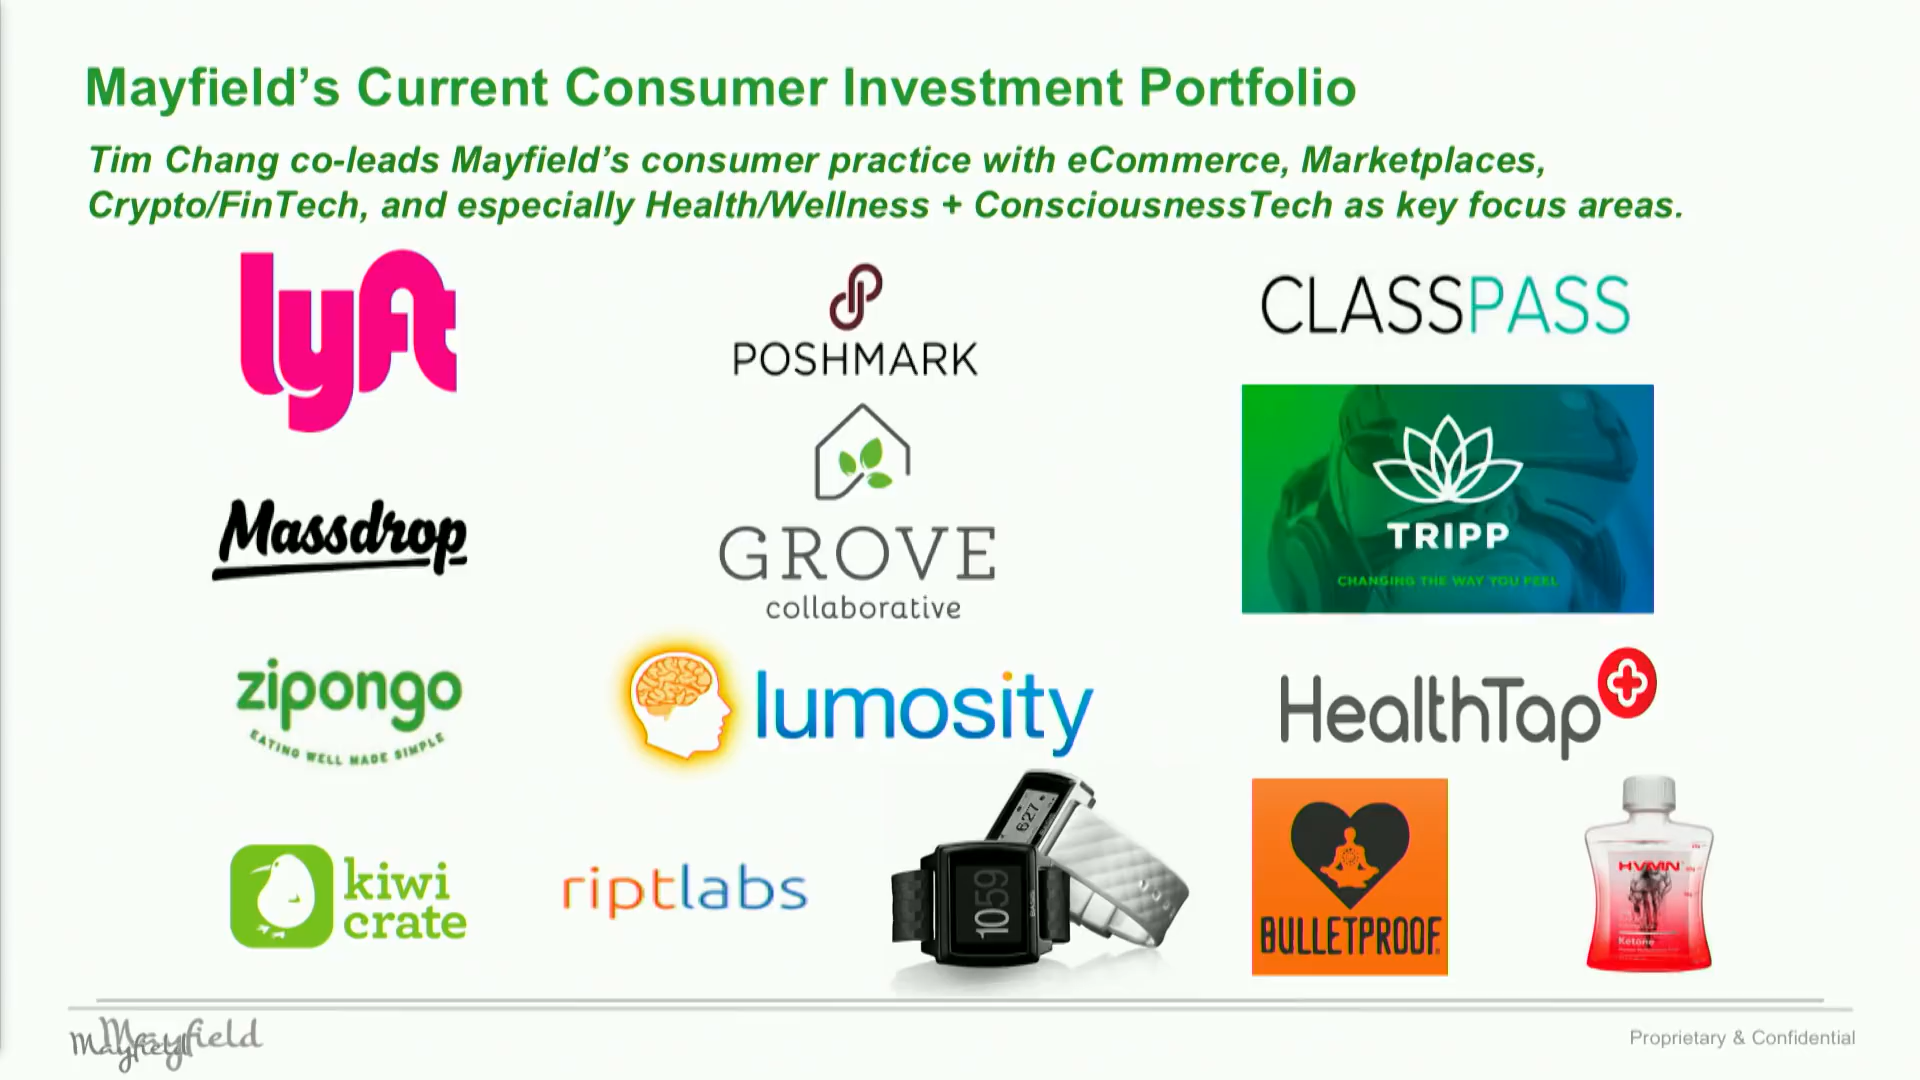 Mayfield’s Current Consumer Investment Portfolio
Tim Chang co-leads Mayfield’s consumer practice with eCommerce, Marketplaces,
Crypto/FinTech, and especially Health/Wellness + ConsciousnessTech as key focus areas.
lyft
POSHMARK
CLASSPASS
Massdrop
GROVE
collaborative
TRIPP
CHANGING THE WAY YOU FEEL
zipongo
EATING WELL MADE SIMPLE
lumosity
HealthTap
kiwi
crate
riptlabs
627
1059
BASIS
BULLETPROOF
HVMN
Ketone
Mayfield
Mayfield
Proprietary & Confidential